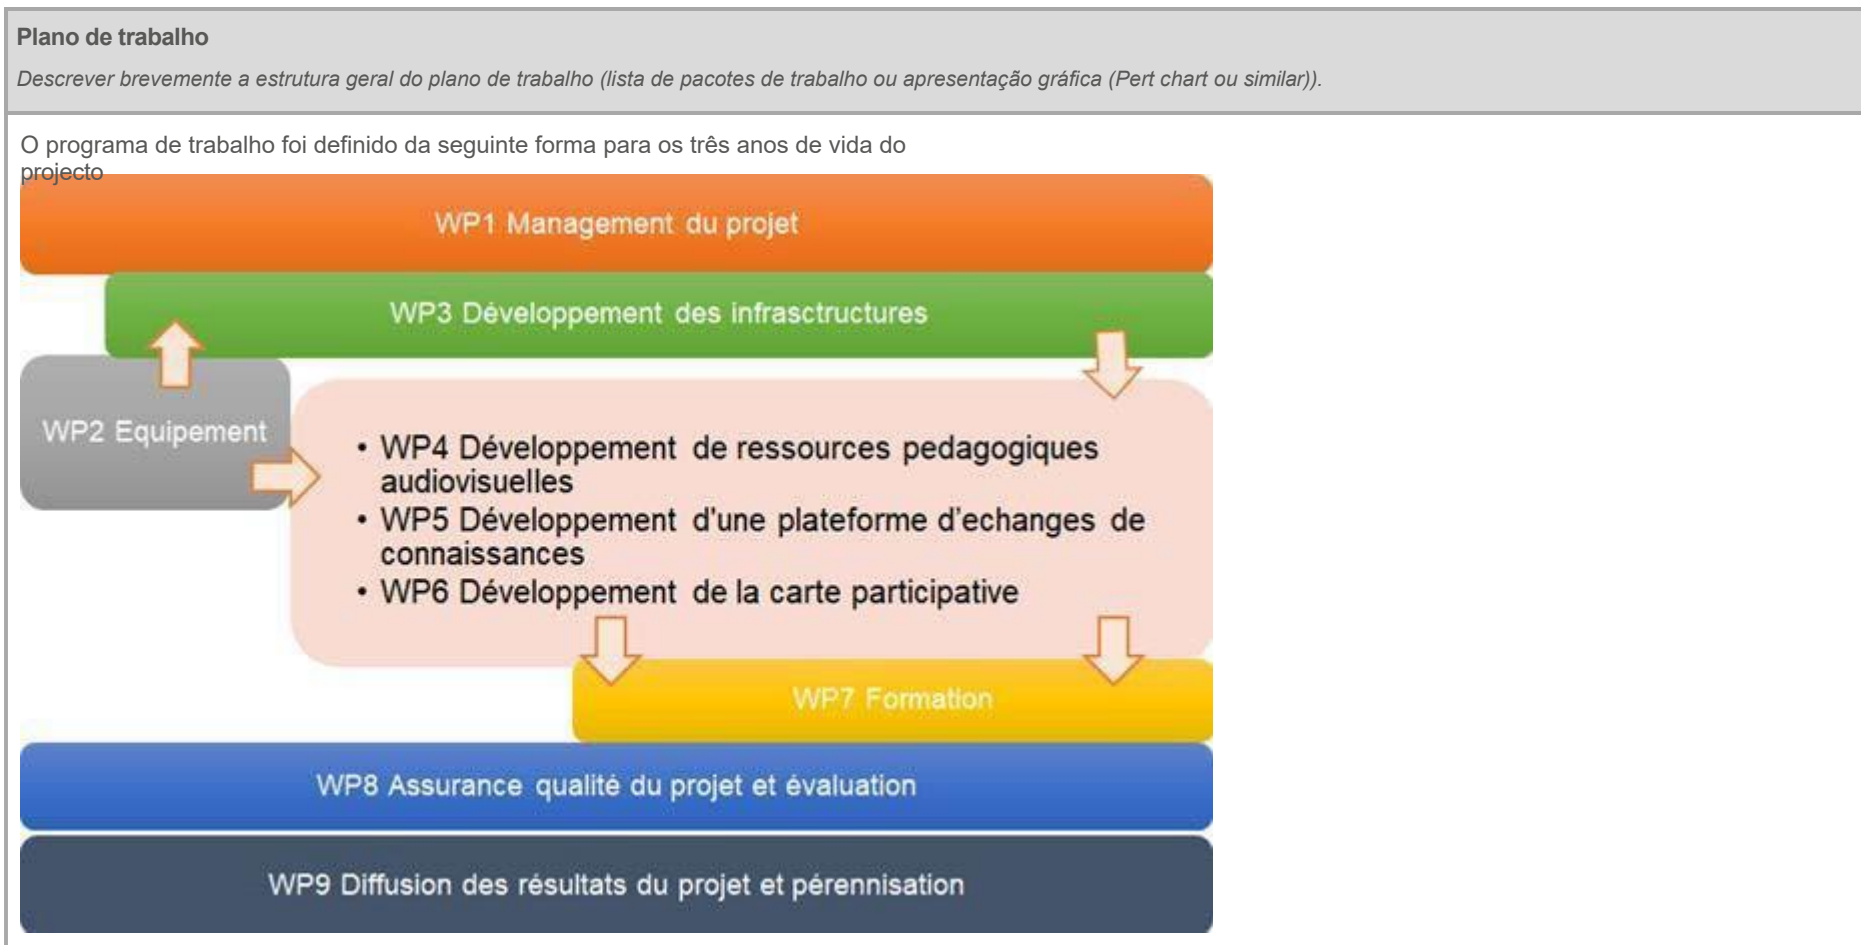 Plano de trabalho
Descrever brevemente a estrutura geral do plano de trabalho (lista de pacotes de trabalho ou apresentação gráfica (Pert chart ou similar)).
O programa de trabalho foi definido da seguinte forma para os três anos de vida do
projecto
WP1 Management du projet
WP3 Développement des infrasctructures
WP2 Equipement
• WP4 Développement de ressources pedagogiques
audiovisuelles
• WP5 Développement d'une plateforme d'echanges de
connaissances
• WP6 Développement de la carte participative
WP7 Formation
WP8 Assurance qualité du projet et évaluation
WP9 Diffusion des résultats du projet et pérennisation